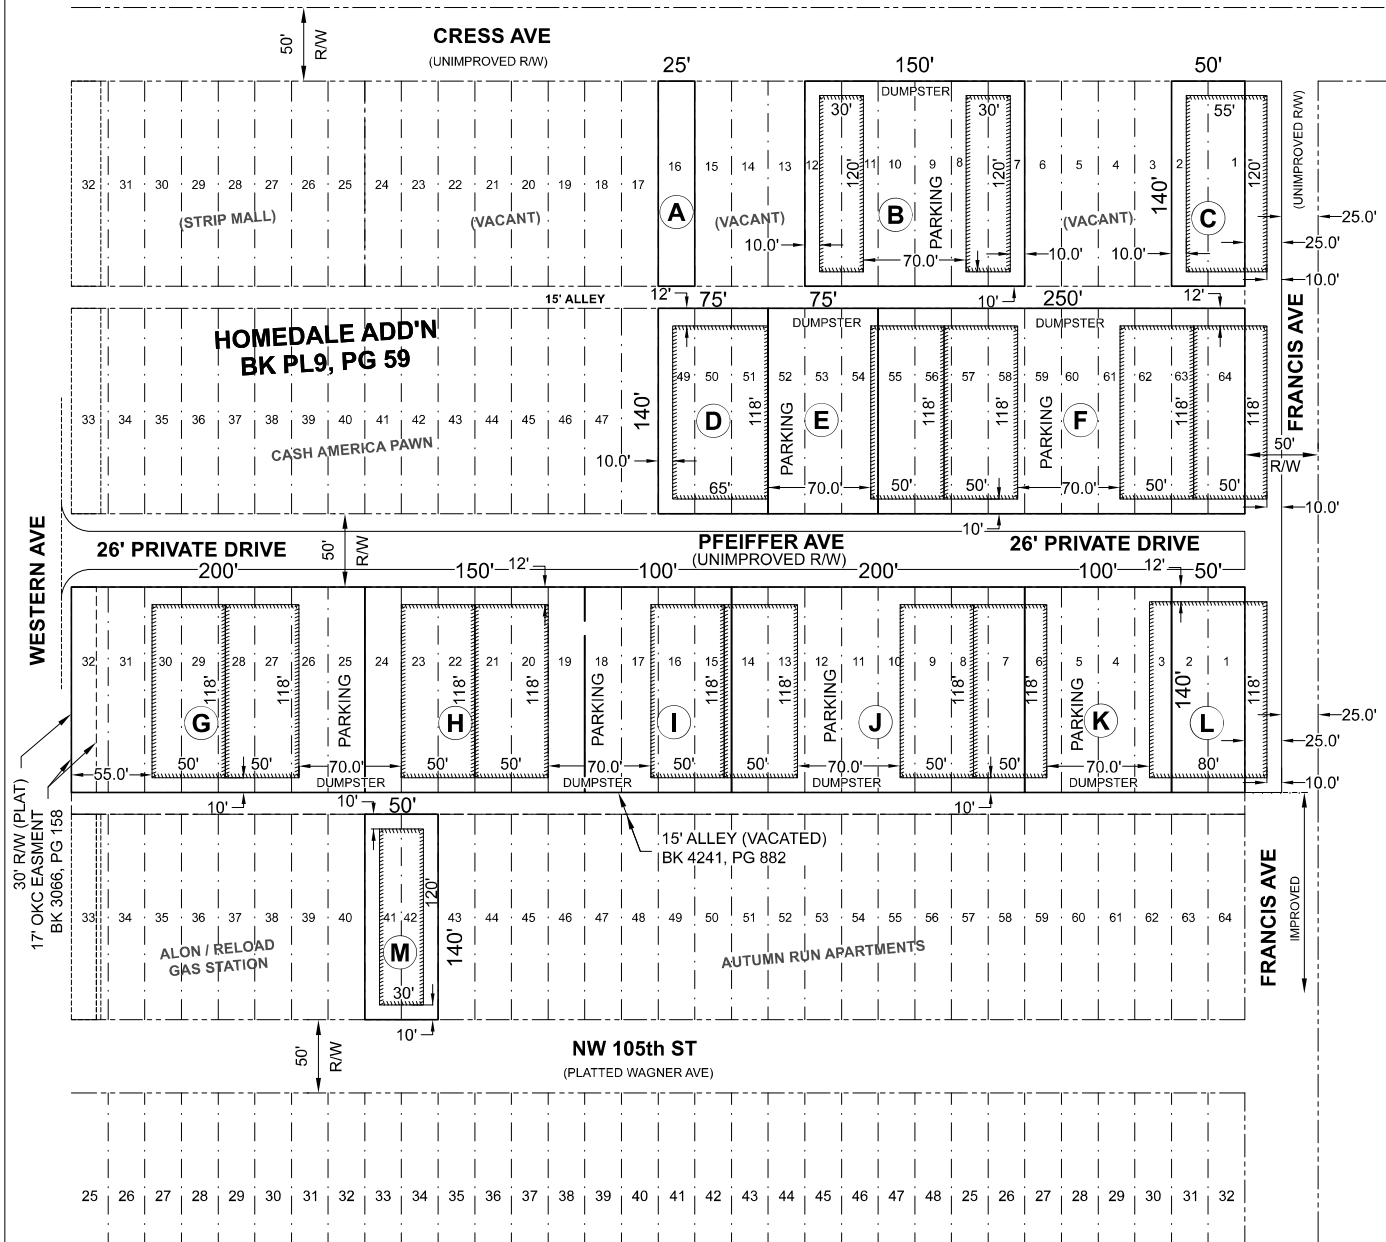 50'
R/W
CRESS AVE
(UNIMPROVED R/W)
25'
150'
50'
DUMPSTER
30'
30'
55'
(UNIMPROVED R/W)
32 31 30 29 28 27 26 25 24 23 22 21 20 19 18 17 16 15 14 13 12 11 10 9 8 7 6 5 4 3 2 1
120'
120'
120'
140'
(STRIP MALL)
(VACANT)
A
(VACANT)
B
PARKING
(VACANT)
C
25.0'
25.0'
10.0'
70.0'
10.0'
10.0'
10.0'
10'
15' ALLEY
12'
75'
75'
250'
12'
HOMEDALE ADD'N
BK PL9, PG 59
DUMPSTER
DUMPSTER
FRANCIS AVE
49 50 51 52 53 54 55 56 57 58 59 60 61 62 63 64
33 34 35 36 37 38 39 40 41 42 43 44 45 46 47
140'
118'
118'
118'
118'
118'
D
PARKING
E
PARKING
F
CASH AMERICA PAWN
10.0'
65'
70.0'
50'
50'
70.0'
50'
50'
50'
R/W
10.0'
10'
WESTERN AVE
26' PRIVATE DRIVE
50'
R/W
PFEIFFER AVE
(UNIMPROVED R/W)
26' PRIVATE DRIVE
200'
150'
12'
100'
200'
100'
12'
50'
32 31 30 29 28 27 26 25 24 23 22 21 20 19 18 17 16 15 14 13 12 11 10 9 8 7 6 5 4 3 2 1
118'
118'
118'
118'
118'
118'
118'
140'
118'
G
PARKING
H
PARKING
I
PARKING
J
PARKING
K
L
25.0'
25.0'
10.0'
55.0'
50'
50'
70.0'
50'
50'
70.0'
50'
50'
70.0'
50'
50'
70.0'
80'
DUMPSTER
DUMPSTER
DUMPSTER
DUMPSTER
10'
10'
50'
10'
30' R/W (PLAT)
17' OKC EASMENT
BK 3066, PG 158
15' ALLEY (VACATED)
BK 4241, PG 882
33 34 35 36 37 38 39 40 41 42 43 44 45 46 47 48 49 50 51 52 53 54 55 56 57 58 59 60 61 62 63 64
120'
140'
M
30'
10'
ALON / RELOAD
GAS STATION
AUTUMN RUN APARTMENTS
FRANCIS AVE
IMPROVED
50'
R/W
NW 105th ST
(PLATTED WAGNER AVE)
25 26 27 28 29 30 31 32 33 34 35 36 37 38 39 40 41 42 43 44 45 46 47 48 25 26 27 28 29 30 31 32